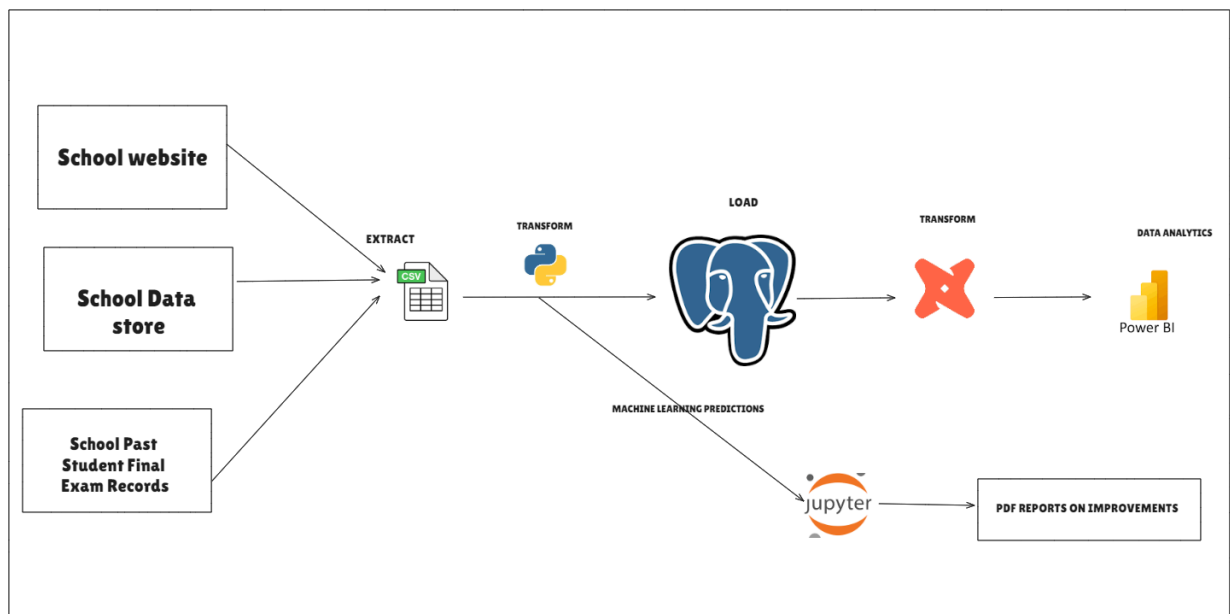 School website
School Data
store
School Past
Student Final
Exam Records
EXTRACT
CSV
TRANSFORM
LOAD
TRANSFORM
DATA ANALYTICS
Power BI
MACHINE LEARNING PREDICTIONS
jupyter
PDF REPORTS ON IMPROVEMENTS